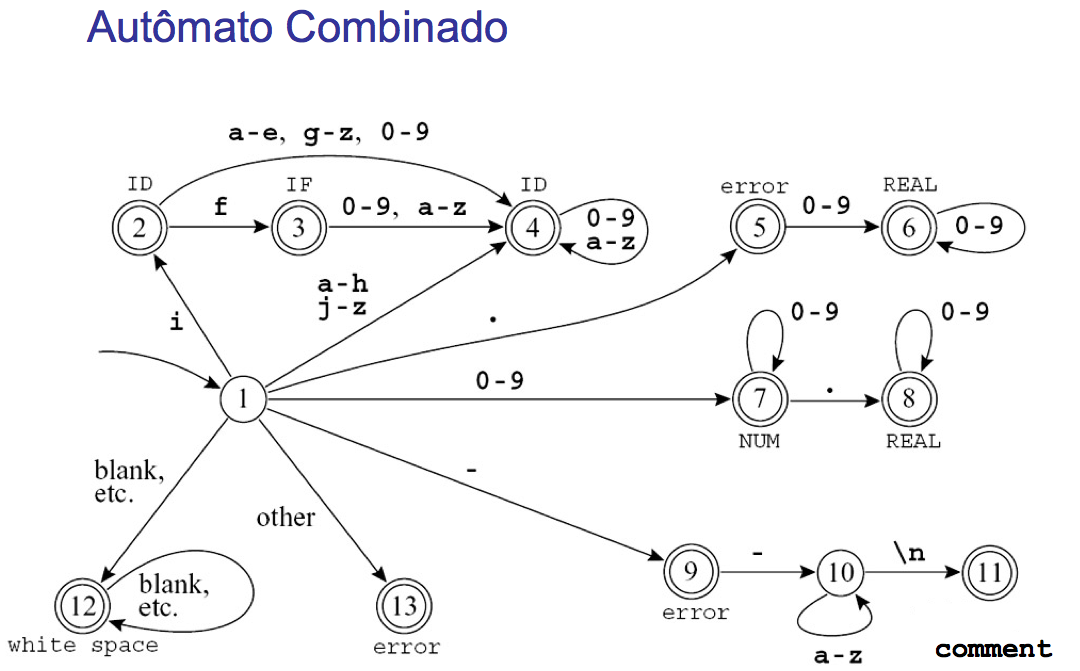 Autômato Combinado
a-e, g-z, 0-9
ID
IF
ID
error
REAL
2
f
3
0-9, a-z
4
0-9
a-z
5
0-9
6
0-9
a-h
j-z
i
.
0-9
0-9
1
0-9
7
.
8
NUM
REAL
blank,
etc.
-
other
9
-
10
\n
11
error
12
blank,
etc.
13
white space
error
a-z
comment